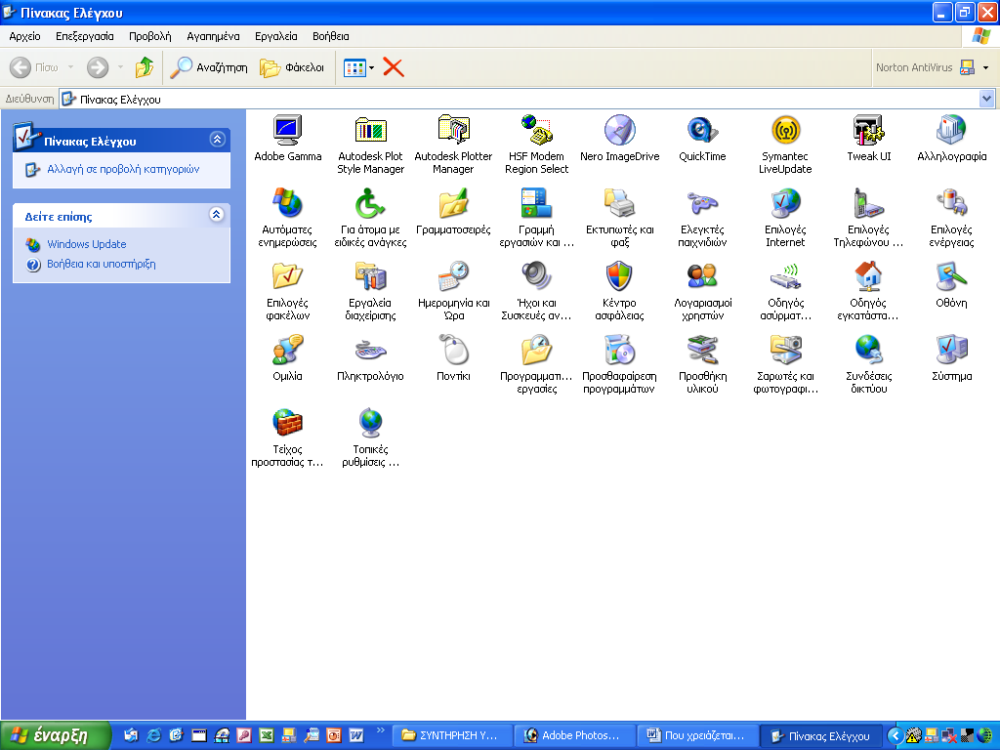 Πίνακας Ελέγχου
Αρχείο Επεξεργασία Προβολή Αγαπημένα Εργαλεία Βοήθεια
Πίσω Αναζήτηση Φάκελοι Norton AntiVirus
Διεύθυνση Πίνακας Ελέγχου
Πίνακας Ελέγχου
Αλλαγή σε προβολή κατηγοριών
Δείτε επίσης
Windows Update
Βοήθεια και υποστήριξη
Adobe Gamma
Autodesk Plot
Style Manager
Autodesk Plotter
Manager
HSF Modem
Region Select
Nero ImageDrive
QuickTime
Symantec
LiveUpdate
Tweak UI
Αλληλογραφία
Αυτόματες
ενημερώσεις
Για άτομα με
ειδικές ανάγκες
Γραμματοσειρές
Γραμμή
εργασιών και ...
Εκτυπωτές και
φαξ
Ελεγκτές
παιχνιδιών
Επιλογές
Internet
Επιλογές
Τηλεφώνου ...
Επιλογές
ενέργειας
Επιλογές
φακέλων
Εργαλεία
διαχείρισης
Ημερομηνία και
Ώρα
Ήχοι και
Συσκευές αν...
Κέντρο
ασφάλειας
Λογαριασμοί
χρηστών
Οδηγός
ασύρματ...
Οδηγός
εγκατάστα...
Οθόνη
Ομιλία
Πληκτρολόγιο
Ποντίκι
Προγραμματι...
εργασίες
Προσθαφαίρεση
προγραμμάτων
Προσθήκη
υλικού
Σαρωτές και
φωτογραφι...
Συνδέσεις
δικτύου
Σύστημα
Τείχος
προστασίας τ...
Τοπικές
ρυθμίσεις ...
έναρξη ΣΥΝΤΗΡΗΣΗ Υ... Adobe Photos... Που χρειάζεται... Πίνακας Ελέγχου